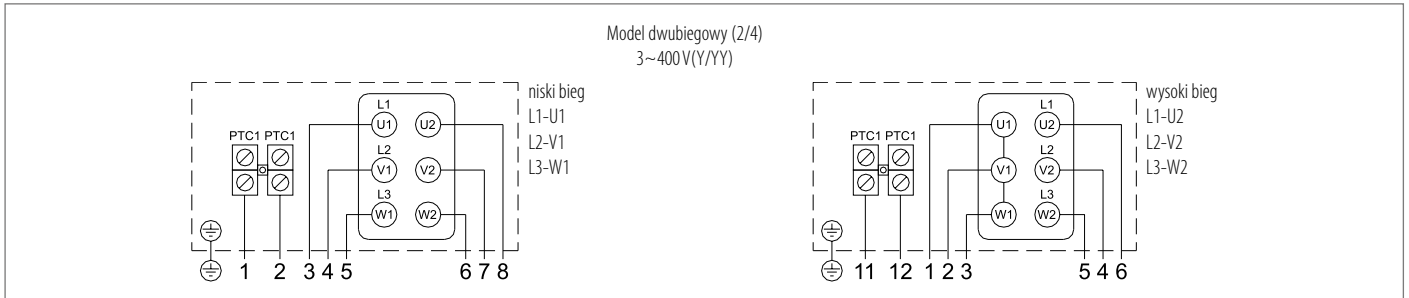 Model dwubiegowy (2/4)
3~400 V(Y/YY)
niski bieg
L1-U1
L2-V1
L3-W1
PTC1 PTC1
L1
U1 U2
L2
V1 V2
L3
W1 W2
1 2 3 4 5 6 7 8
wysoki bieg
L1-U2
L2-V2
L3-W2
PTC1 PTC1
L1
U1 U2
L2
V1 V2
L3
W1 W2
11 12 1 2 3 5 4 6